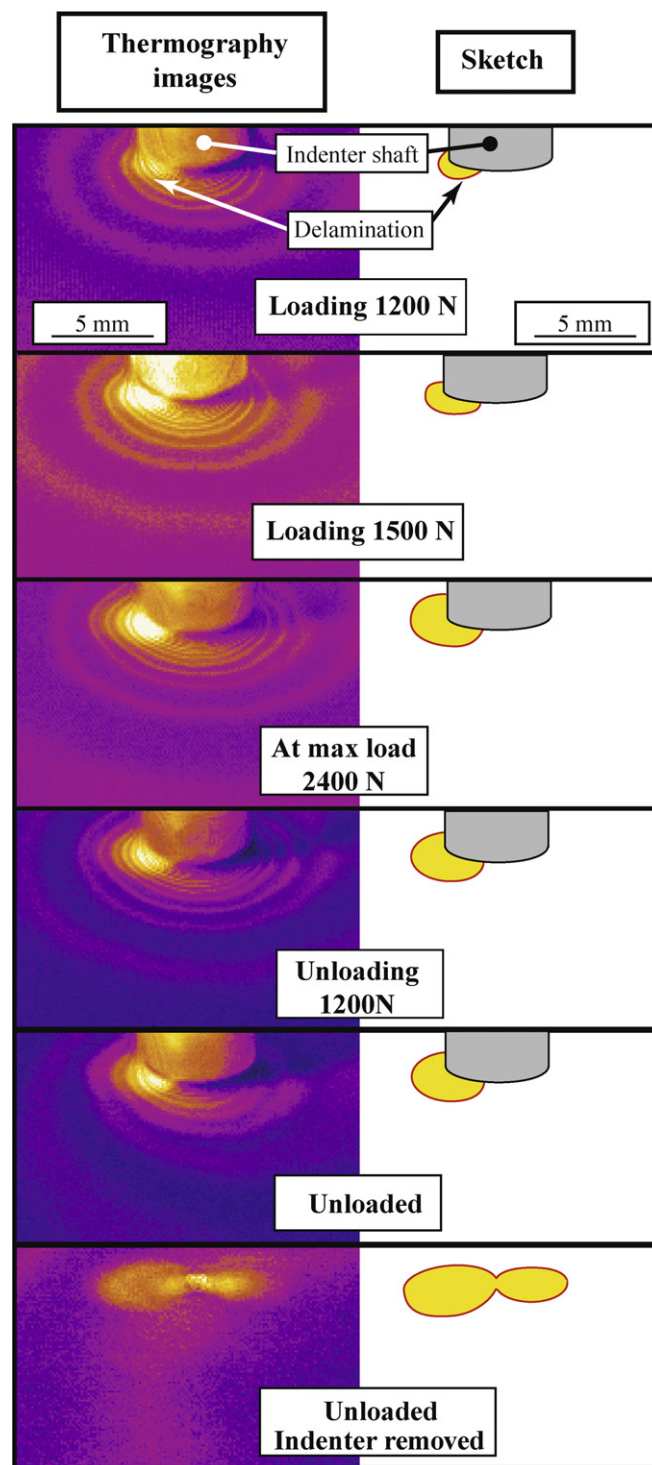 Thermography
images
Sketch
Indenter shaft
Delamination
Loading 1200 N
5 mm
5 mm
Loading 1500 N
At max load
2400 N
Unloading
1200N
Unloaded
Unloaded
Indenter removed